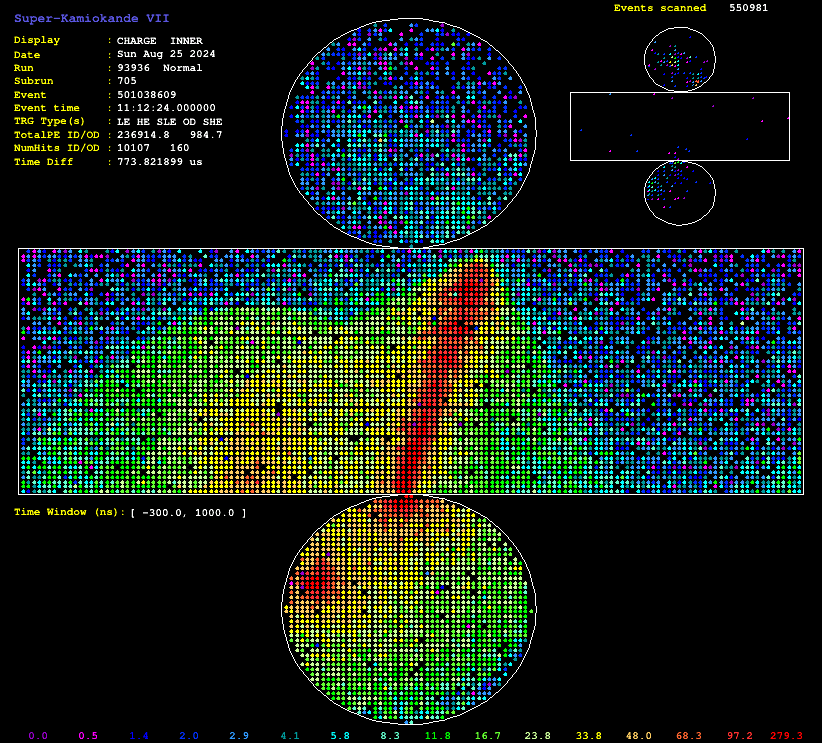 Events scanned 550981
Super-Kamiokande VII
Display : CHARGE INNER
Date : Sun Aug 25 2024
Run : 93936 Normal
Subrun : 705
Event : 501038609
Event time : 11:12:24.000000
TRG Type(s) : LE HE SLE OD SHE
TotalPE ID/OD : 236914.8 984.7
NumHits ID/OD : 10107 160
Time Diff : 773.821899 us
Time Window (ns): [ -300.0, 1000.0 ]
0.0 0.5 1.4 2.0 2.9 4.1 5.8 8.3 11.8 16.7 23.8 33.8 48.0 68.3 97.2 279.3